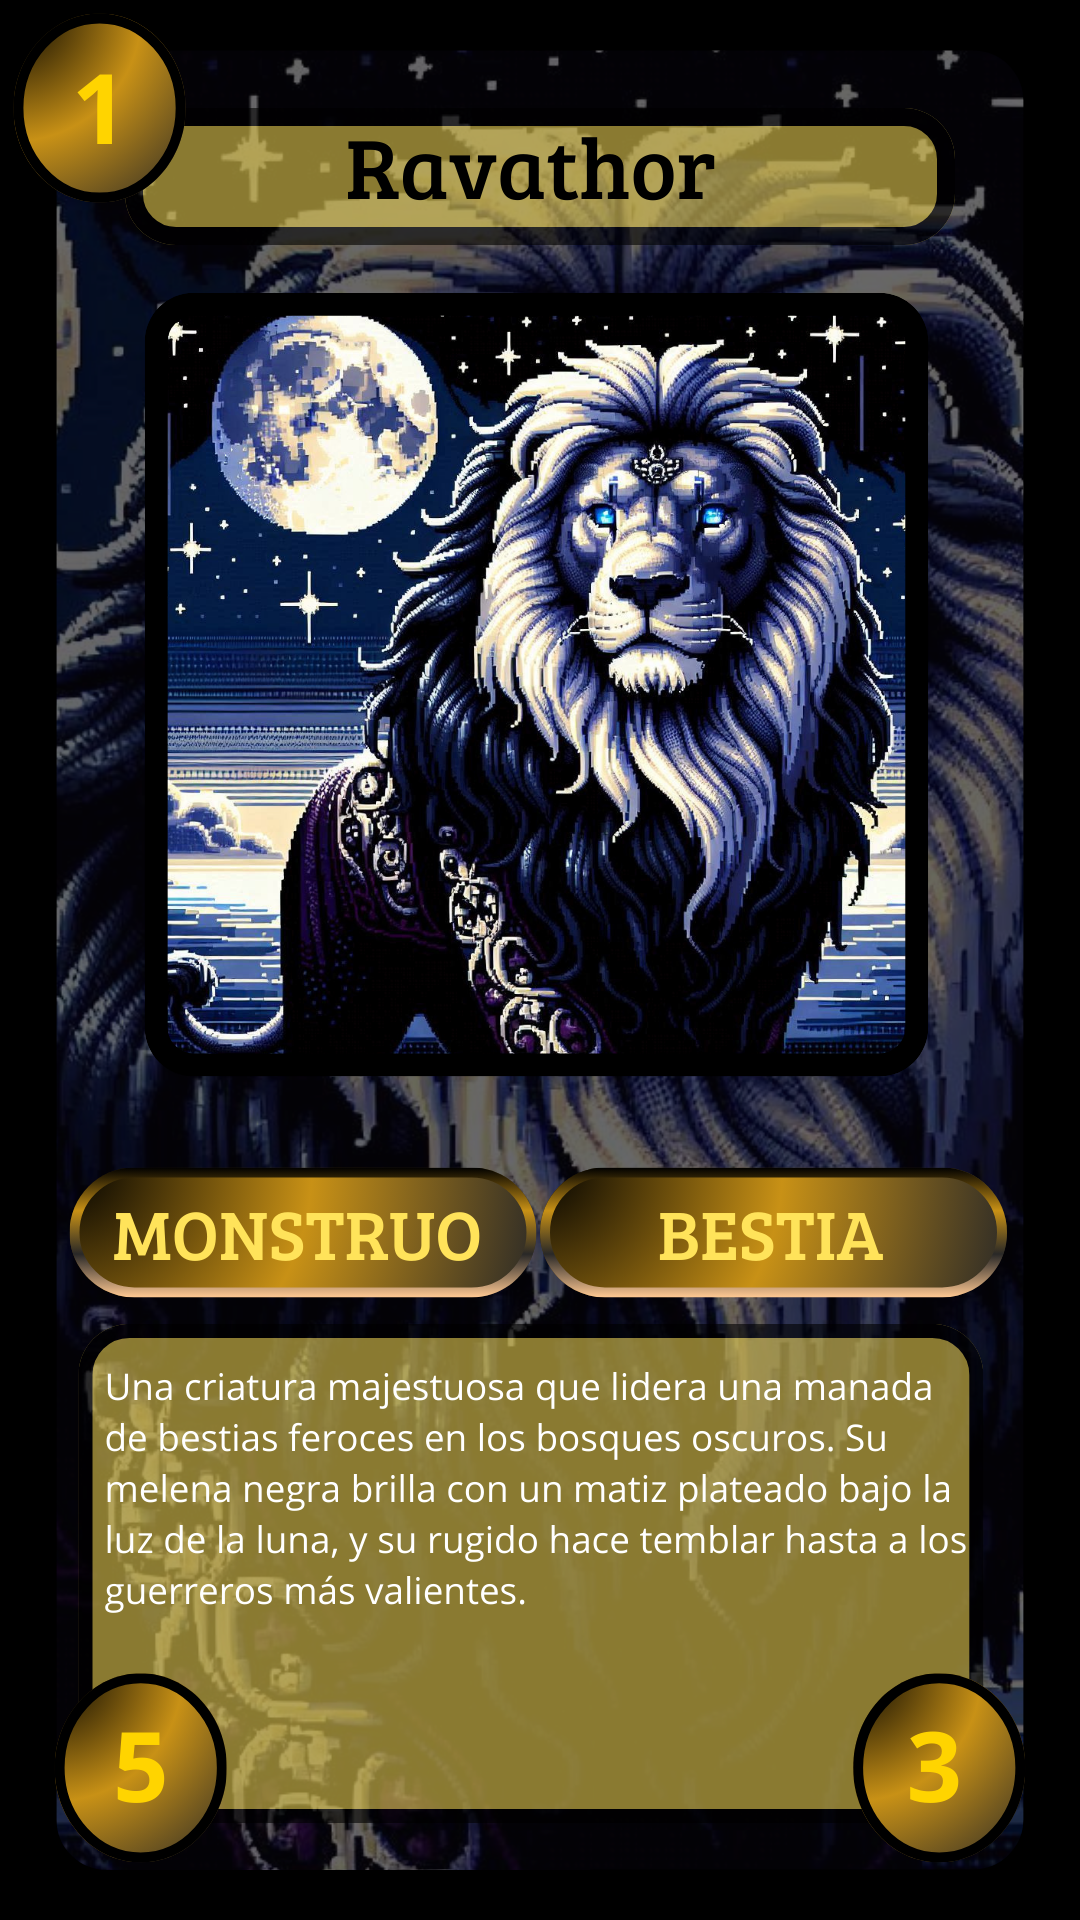 1
Ravathor
MONSTRUO
BESTIA
Una criatura majestuosa que lidera una manada
de bestias feroces en los bosques oscuros. Su
melena negra brilla con un matiz plateado bajo la
luz de la luna, y su rugido hace temblar hasta a los
guerreros más valientes.
5
3